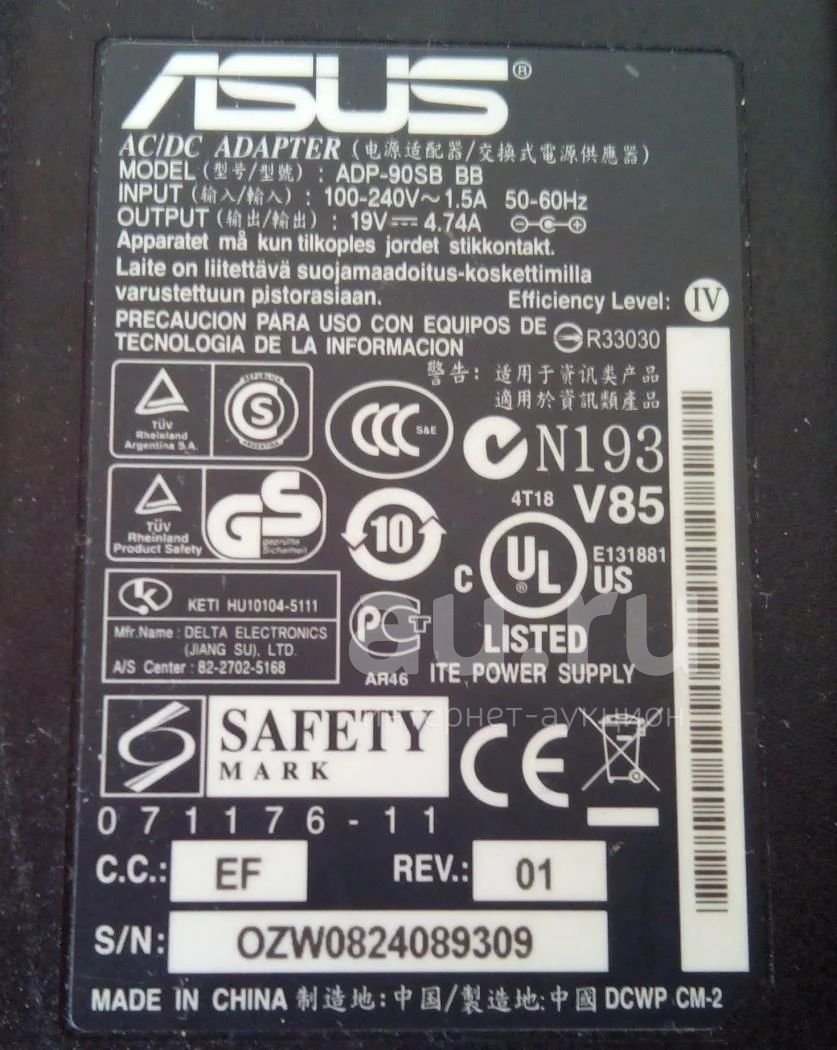 ASUS®
AC/DC ADAPTER (电源适配器/交換式電源供應器)
MODEL (型号/型號) : ADP-90SB BB
INPUT (输入/輸入) : 100-240V~1.5A 50-60Hz
OUTPUT (输出/輸出) : 19V⎓4.74A
Apparatet må kun tilkoples jordet stikkontakt.
Laite on liitettävä suojamaadoitus-koskettimilla
varustettuun pistorasiaan.
Efficiency Level: IV
PRECAUCION PARA USO CON EQUIPOS DE
TECNOLOGIA DE LA INFORMACION
R33030
警告: 适用于资讯类产品
適用於資訊類產品
TÜV
Rheinland
Argentina S.A.
REPUBLICA
S
ARGENTINA
CCC S&E
N193
TÜV
Rheinland
Product Safety
GS
geprüfte
Sicherheit
10
4T18
V85
C UL® US
E131881
LISTED
ITE POWER SUPPLY
K
KETI HU10104-5111
Mfr.Name : DELTA ELECTRONICS
(JIANG SU), LTD.
A/S Center : 82-2702-5168
РСТ
AR46
au.ru
интернет-аукцион
SAFETY
MARK
CE
071176-11
C.C.: EF REV.: 01
S/N: OZW0824089309
MADE IN CHINA 制造地:中国/製造地:中國 DCWP CM-2